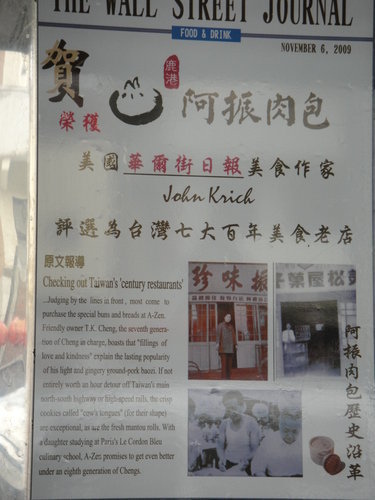 THE WALL STREET JOURNAL
FOOD & DRINK
NOVEMBER 6, 2009
賀
榮獲
鹿港
阿振肉包
美國華爾街日報美食作家
John Krich
評選為台灣七大百年美食老店
原文報導
Checking out Taiwan's 'century restaurants'
...Judging by the lines in front, most come to
purchase the special buns and breads at A-Zen.
Friendly owner T.K. Cheng, the seventh genera-
tion of Cheng in charge, boasts that "fillings of
love and kindness" explain the lasting popularity
of his light and gingery ground-pork baozi. If not
entirely worth an hour detour off Taiwan's main
north-south highway or high-speed rails, the crisp
cookies called "cow's tongues" (for their shape)
are exceptional, as are the fresh mantou rolls. With
a daughter studying at Paris's Le Cordon Bleu
culinary school, A-Zen promises to get even better
under an eighth generation of Chengs.
珍味振
松屋榮
阿振肉包歷史沿革